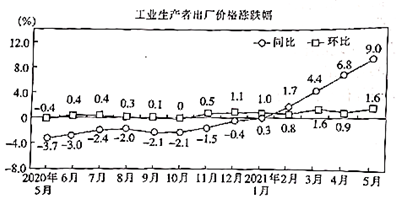 工业生产者出厂价格涨跌幅
(%)
同比 环比
12.0
8.0
4.0
0
−4.0
−8.0
−0.4 0.4 0.4 0.3 0.1 0 0.5 1.1 1.0 1.7 4.4 6.8 9.0
−3.7 −3.0 −2.4 −2.0 −2.1 −2.1 −1.5 −0.4 0.3 0.8 1.6 0.9 1.6
2020年 6月 7月 8月 9月 10月 11月 12月 2021年 2月 3月 4月 5月
5月 1月